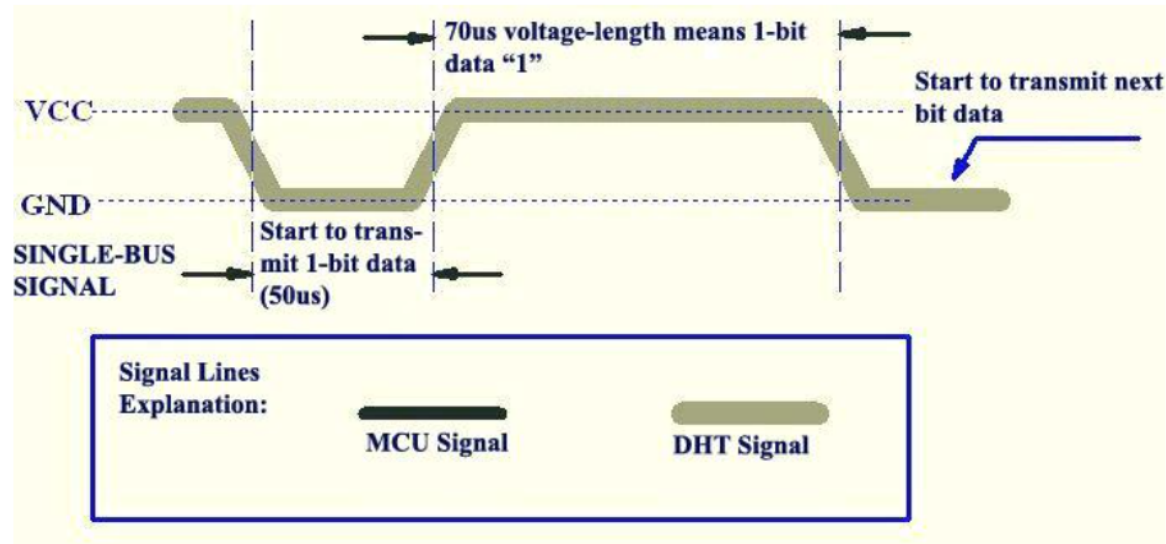 70us voltage-length means 1-bit
data “1”
Start to transmit next
bit data
VCC
GND
SINGLE-BUS
SIGNAL
Start to trans-
mit 1-bit data
(50us)
Signal Lines
Explanation:
MCU Signal
DHT Signal